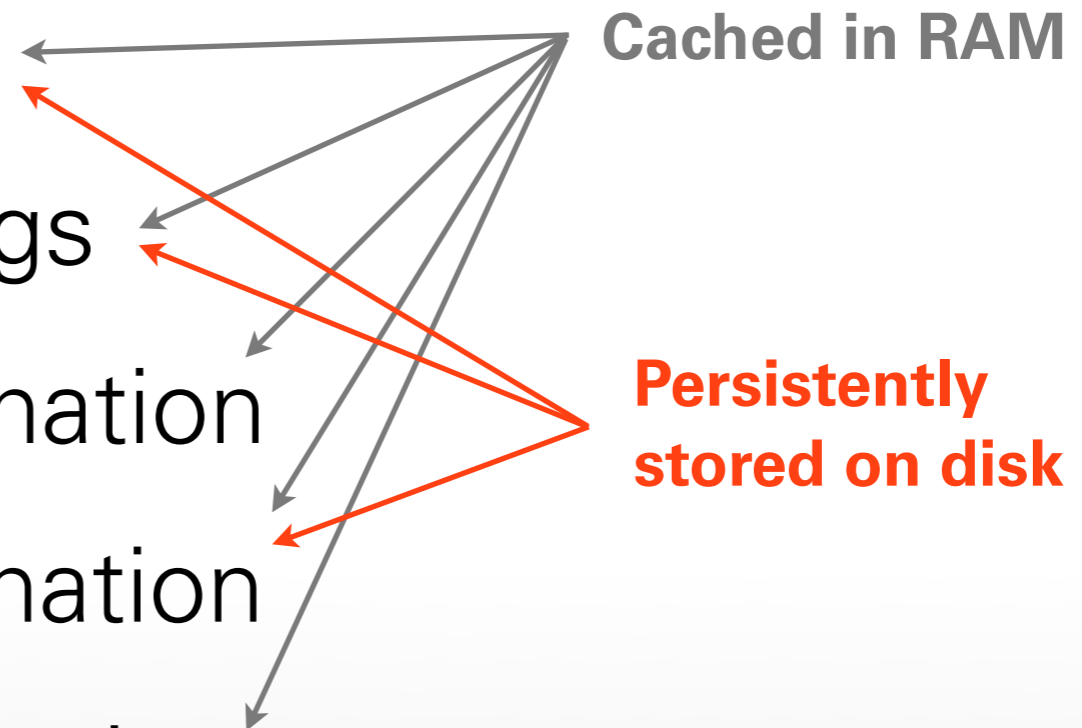 Cached in RAM
gs
nation
Persistently
stored on disk
nation